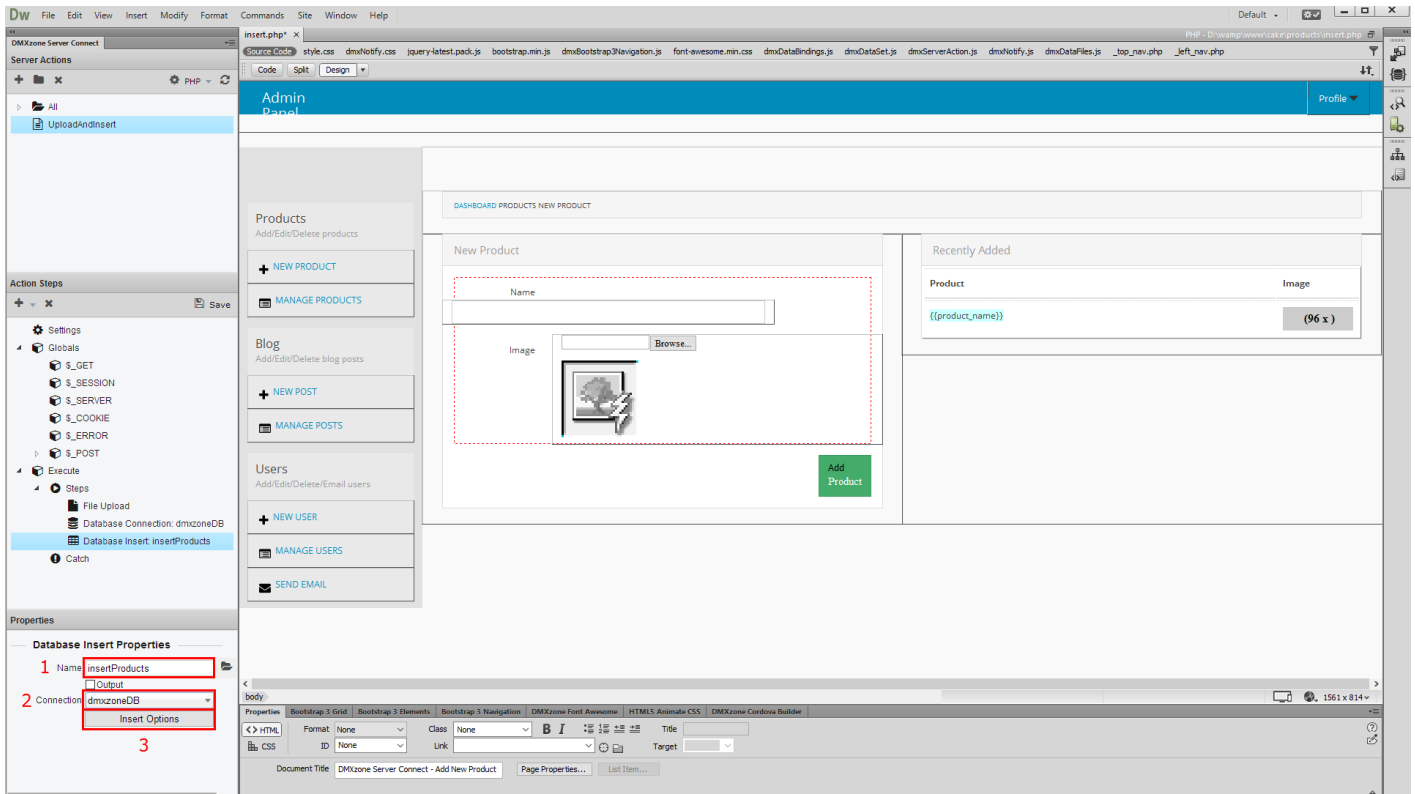 Dw File Edit View Insert Modify Format Commands Site Window Help Default
insert.php* × PHP - D:\wamp\www\cake\products\insert.php
Source Code style.css dmxNotify.css jquery-latest.pack.js bootstrap.min.js dmxBootstrap3Navigation.js font-awesome.min.css dmxDataBindings.js dmxDataSet.js dmxServerAction.js dmxNotify.js dmxDataFiles.js _top_nav.php _left_nav.php
Code Split Design
DMXzone Server Connect
Server Actions
PHP
All
UploadAndInsert
Action Steps
Save
Settings
Globals
$_GET
$_SESSION
$_SERVER
$_COOKIE
$_ERROR
$_POST
Execute
Steps
File Upload
Database Connection: dmxzoneDB
Database Insert: insertProducts
Catch
Properties
Database Insert Properties
1 Name insertProducts
Output
2 Connection dmxzoneDB
Insert Options
3
Admin
Panel
Profile
Products
Add/Edit/Delete products
NEW PRODUCT
MANAGE PRODUCTS
Blog
Add/Edit/Delete blog posts
NEW POST
MANAGE POSTS
Users
Add/Edit/Delete/Email users
NEW USER
MANAGE USERS
SEND EMAIL
DASHBOARD PRODUCTS NEW PRODUCT
New Product
Name
Image Browse...
Add
Product
Recently Added
Product Image
{{product_name}} (96 x )
body 1561 x 814
Properties Bootstrap 3 Grid Bootstrap 3 Elements Bootstrap 3 Navigation DMXzone Font Awesome HTML5 Animate CSS DMXzone Cordova Builder
<> HTML Format None Class None B I Title
CSS ID None Link Target
Document Title DMXzone Server Connect - Add New Product Page Properties... List Item...